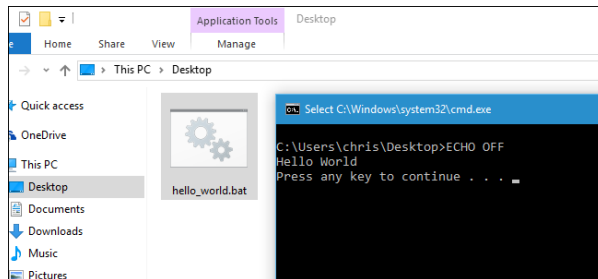 Application Tools
Desktop
Home
Share
View
Manage
This PC > Desktop
Quick access
OneDrive
This PC
Desktop
Documents
Downloads
Music
Pictures
hello_world.bat
Select C:\Windows\system32\cmd.exe
C:\Users\chris\Desktop>ECHO OFF
Hello World
Press any key to continue . . .